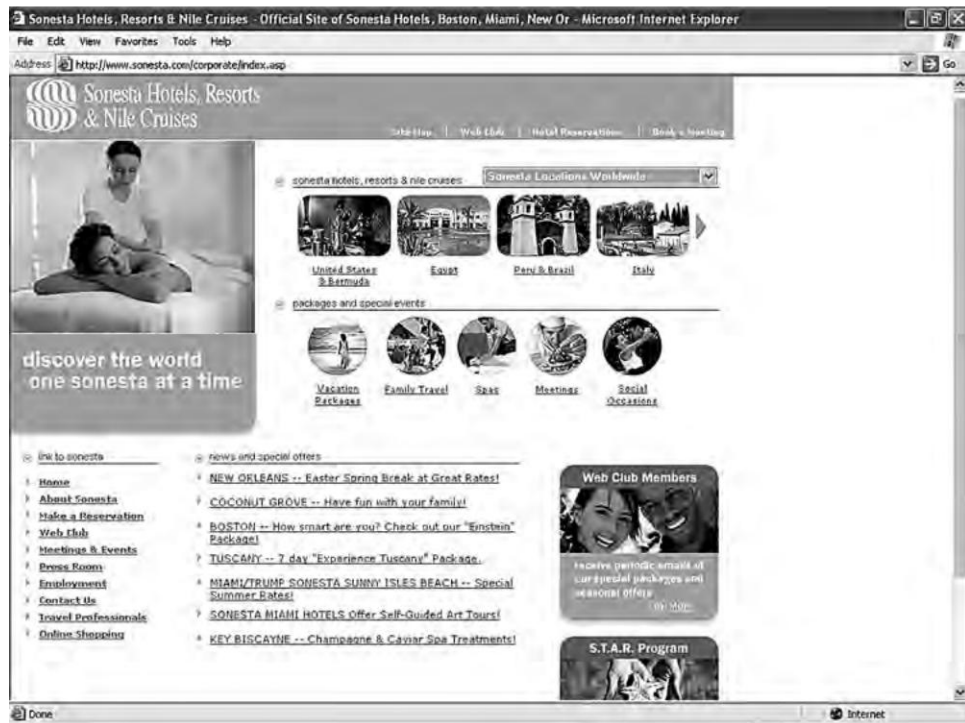 Sonesta Hotels, Resorts & Nile Cruises - Official Site of Sonesta Hotels, Boston, Miami, New Or - Microsoft Internet Explorer
File Edit View Favorites Tools Help
Address http://www.sonesta.com/corporate/index.asp Go
Sonesta Hotels, Resorts
& Nile Cruises
Site Map | Web Club | Hotel Reservations | Book a Meeting
sonesta hotels, resorts & nile cruises
Sonesta Locations Worldwide
United States
& Bermuda
Egypt
Peru & Brazil
Italy
packages and special events
discover the world
one sonesta at a time
Vacation
Packages
Family Travel
Spas
Meetings
Social
Occasions
link to sonesta
Home
About Sonesta
Make a Reservation
Web Club
Meetings & Events
Press Room
Employment
Contact Us
Travel Professionals
Online Shopping
news and special offers
NEW ORLEANS -- Easter Spring Break at Great Rates!
COCONUT GROVE -- Have fun with your family!
BOSTON -- How smart are you? Check out our "Einstein"
Package!
TUSCANY -- 7 day "Experience Tuscany" Package.
MIAMI/TRUMP SONESTA SUNNY ISLES BEACH -- Special
Summer Rates!
SONESTA MIAMI HOTELS Offer Self-Guided Art Tours!
KEY BISCAYNE -- Champagne & Caviar Spa Treatments!
Web Club Members
receive periodic emails of
our special packages and
seasonal offers
S.T.A.R. Program
Done
Internet